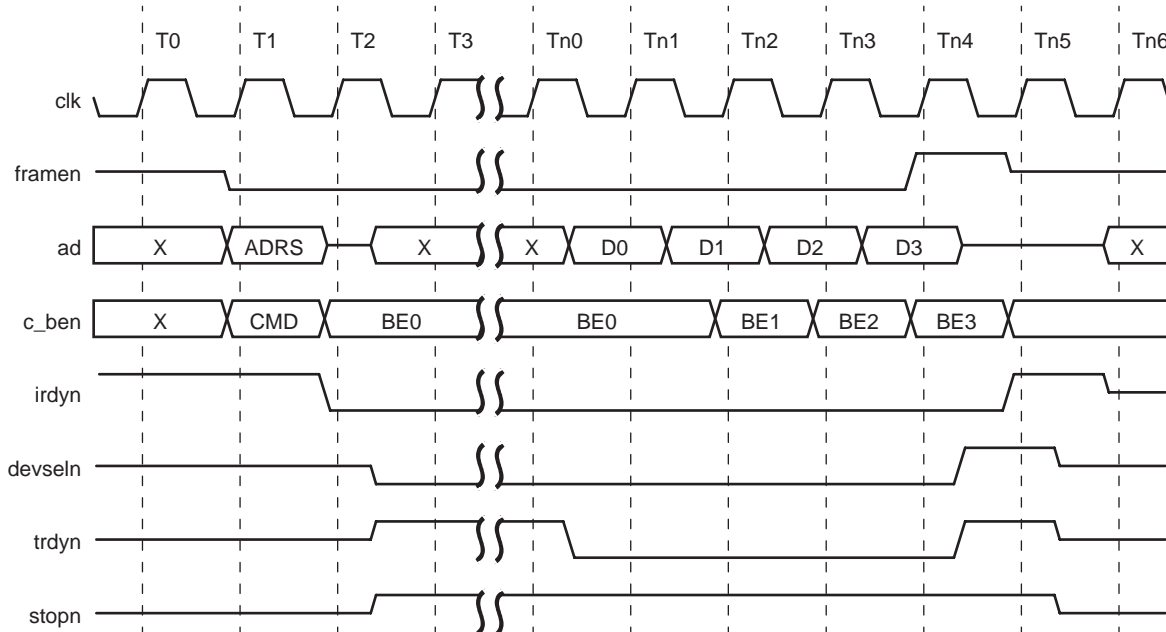 T0 T1 T2 T3 Tn0 Tn1 Tn2 Tn3 Tn4 Tn5 Tn6
clk
framen
ad X ADRS X X D0 D1 D2 D3 X
c_ben X CMD BE0 BE0 BE1 BE2 BE3
irdyn
devseln
trdyn
stopn